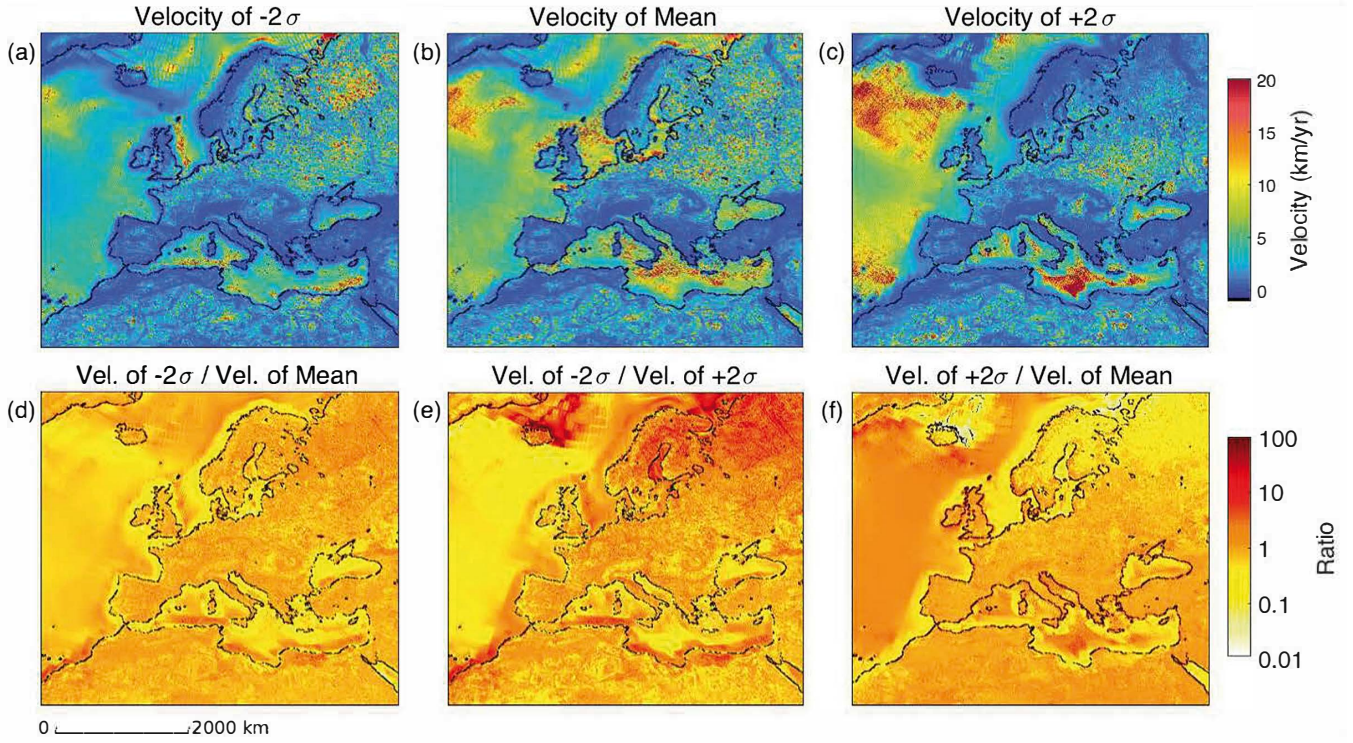 Velocity of -2σ
Velocity of Mean
Velocity of +2σ
(a)
(b)
(c)
20
15
10
5
0
Velocity (km/yr)
Vel. of -2σ / Vel. of Mean
Vel. of -2σ / Vel. of +2σ
Vel. of +2σ / Vel. of Mean
(d)
(e)
(f)
100
10
1
0.1
0.01
Ratio
0 2000 km